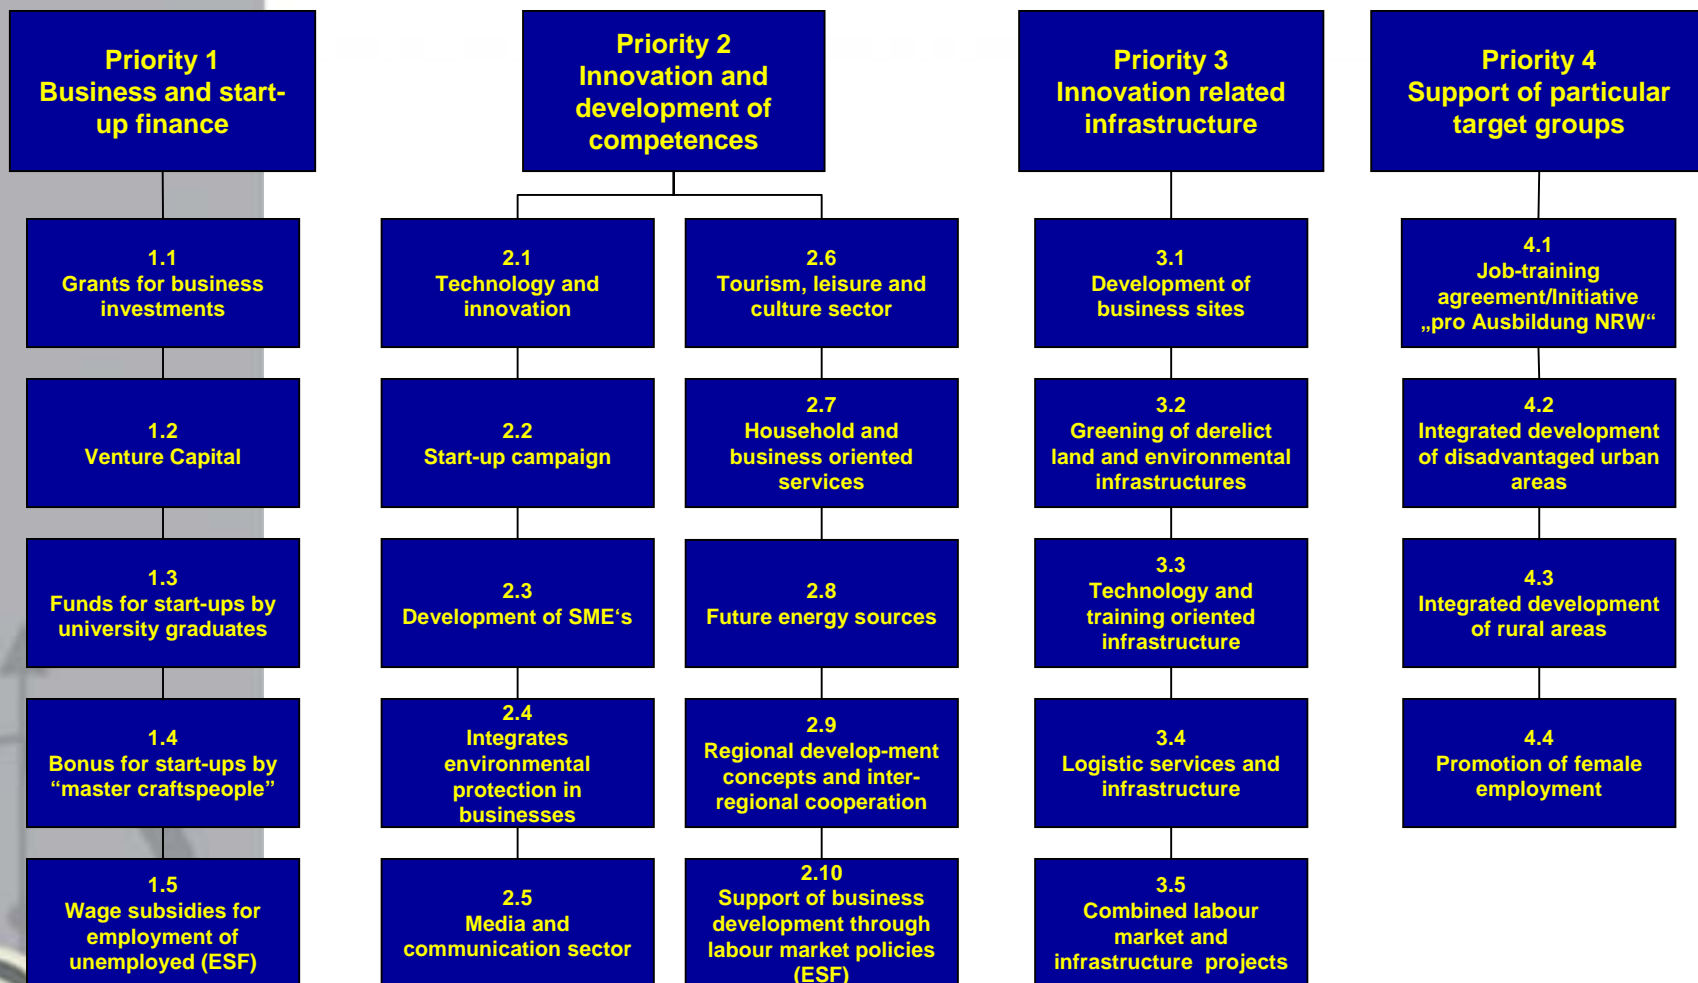 Priority 1
Business and start-
up finance
1.1
Grants for business
investments
1.2
Venture Capital
1.3
Funds for start-ups by
university graduates
1.4
Bonus for start-ups by
“master craftspeople”
1.5
Wage subsidies for
employment of
unemployed (ESF)
Priority 2
Innovation and
development of
competences
2.1
Technology and
innovation
2.2
Start-up campaign
2.3
Development of SME‘s
2.4
Integrates
environmental
protection in
businesses
2.5
Media and
communication sector
2.6
Tourism, leisure and
culture sector
2.7
Household and
business oriented
services
2.8
Future energy sources
2.9
Regional develop-ment
concepts and inter-
regional cooperation
2.10
Support of business
development through
labour market policies
(ESF)
Priority 3
Innovation related
infrastructure
3.1
Development of
business sites
3.2
Greening of derelict
land and environmental
infrastructures
3.3
Technology and
training oriented
infrastructure
3.4
Logistic services and
infrastructure
3.5
Combined labour
market and
infrastructure projects
Priority 4
Support of particular
target groups
4.1
Job-training
agreement/Initiative
„pro Ausbildung NRW“
4.2
Integrated development
of disadvantaged urban
areas
4.3
Integrated development
of rural areas
4.4
Promotion of female
employment